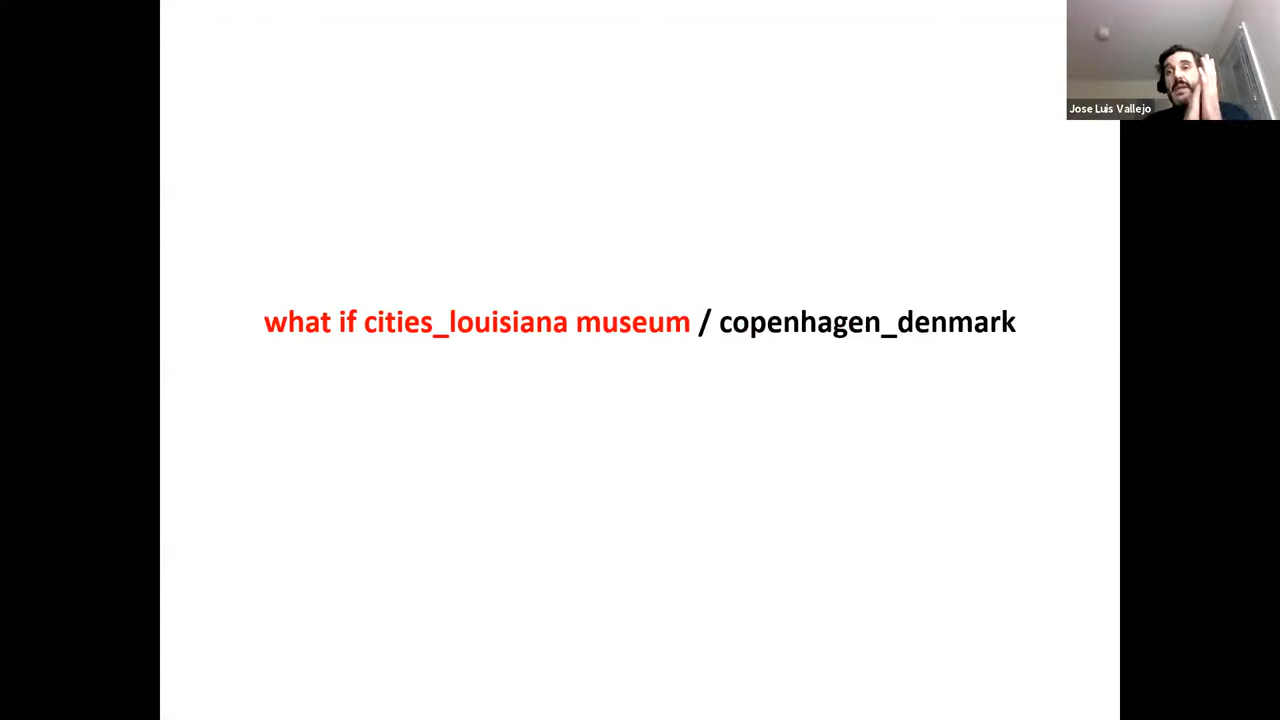 Jose Luis Vallejo
what if cities_louisiana museum / copenhagen_denmark